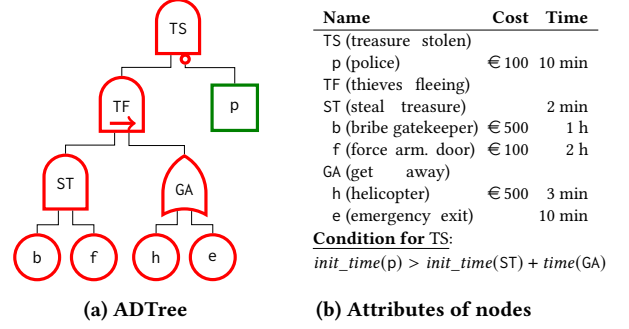 TS
TF
p
ST
GA
b
f
h
e
(a) ADTree
Name Cost Time
TS (treasure stolen)
p (police) €100 10 min
TF (thieves fleeing)
ST (steal treasure) 2 min
b (bribe gatekeeper) €500 1 h
f (force arm. door) €100 2 h
GA (get away)
h (helicopter) €500 3 min
e (emergency exit) 10 min
Condition for TS:
init_time(p) > init_time(ST) + time(GA)
(b) Attributes of nodes